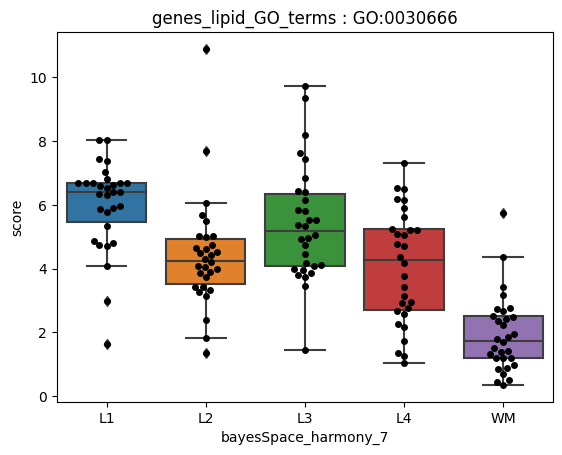 genes_lipid_GO_terms : GO:0030666
10
8
6
4
2
0
score
L1 L2 L3 L4 WM
bayesSpace_harmony_7